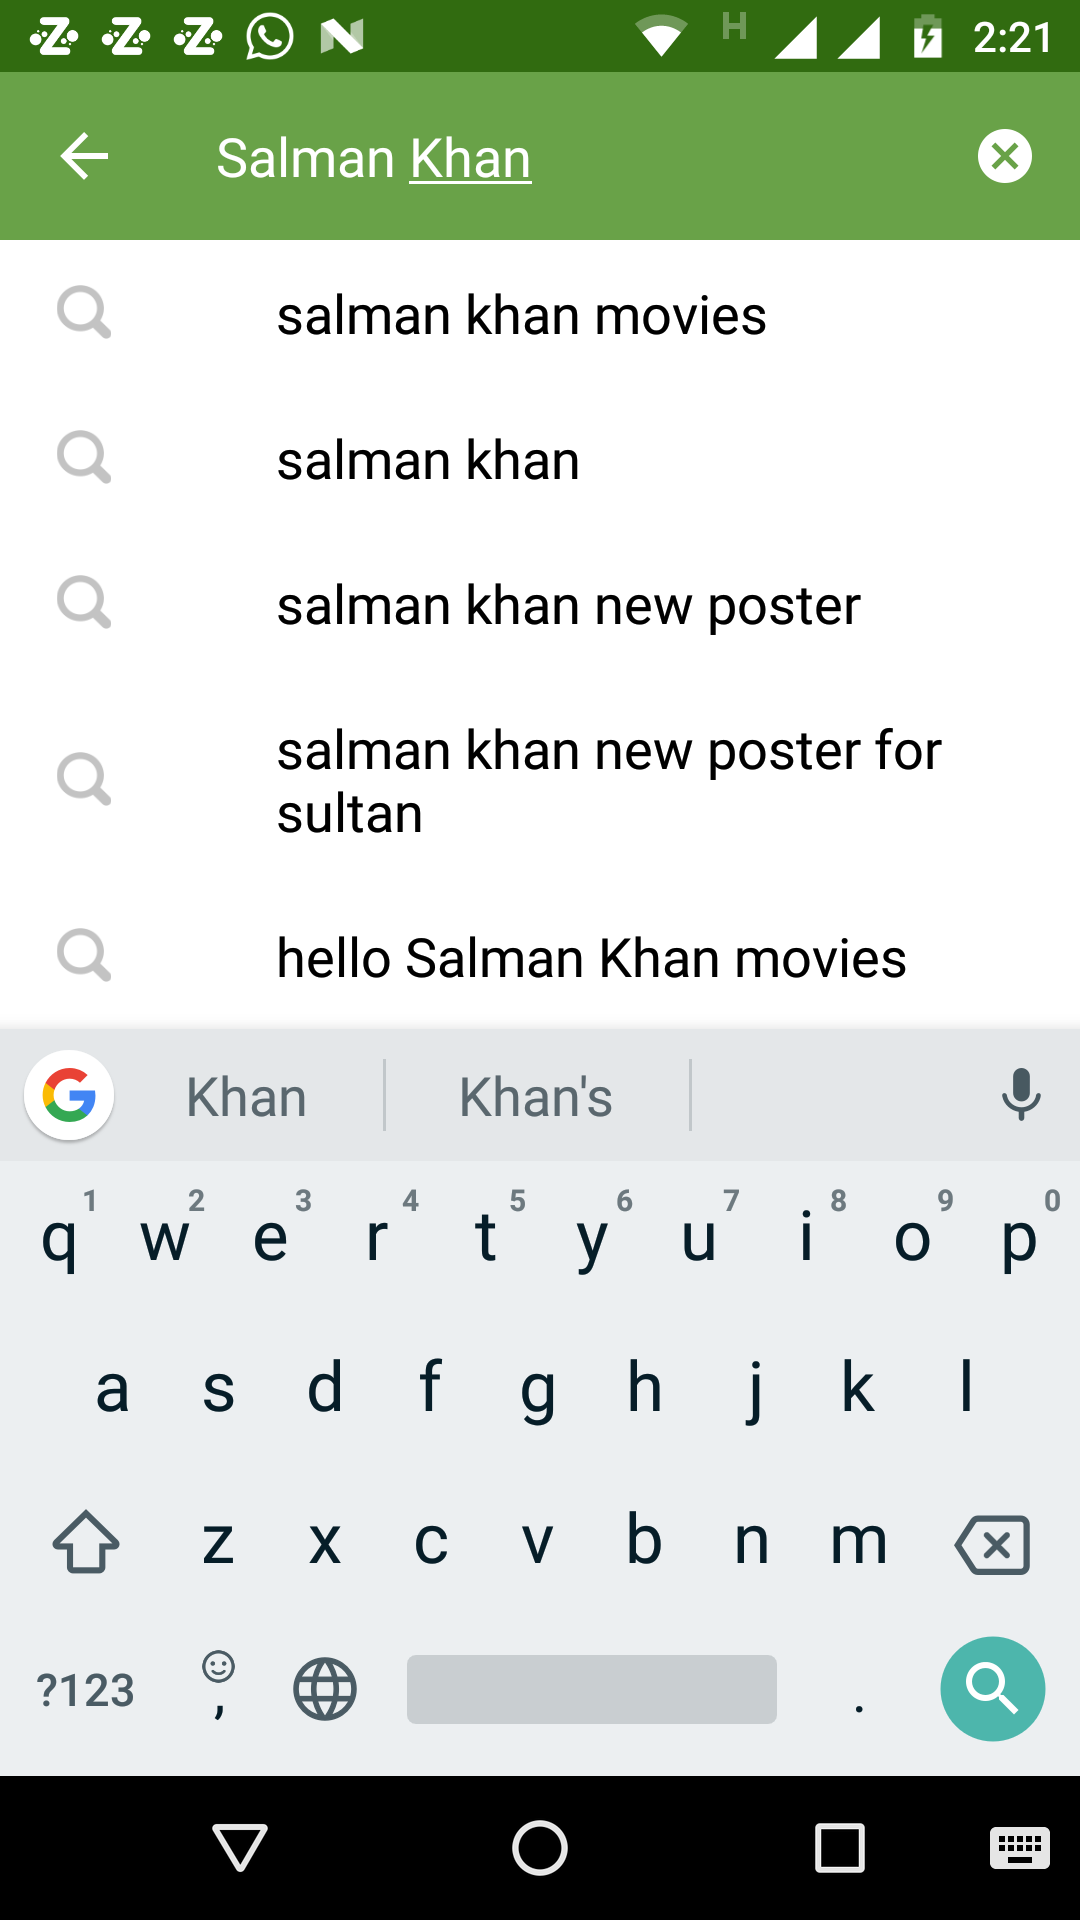 H 2:21
Salman Khan
salman khan movies
salman khan
salman khan new poster
salman khan new poster for
sultan
hello Salman Khan movies
Khan Khan's
1 2 3 4 5 6 7 8 9 0
q w e r t y u i o p
a s d f g h j k l
z x c v b n m
?123 , .